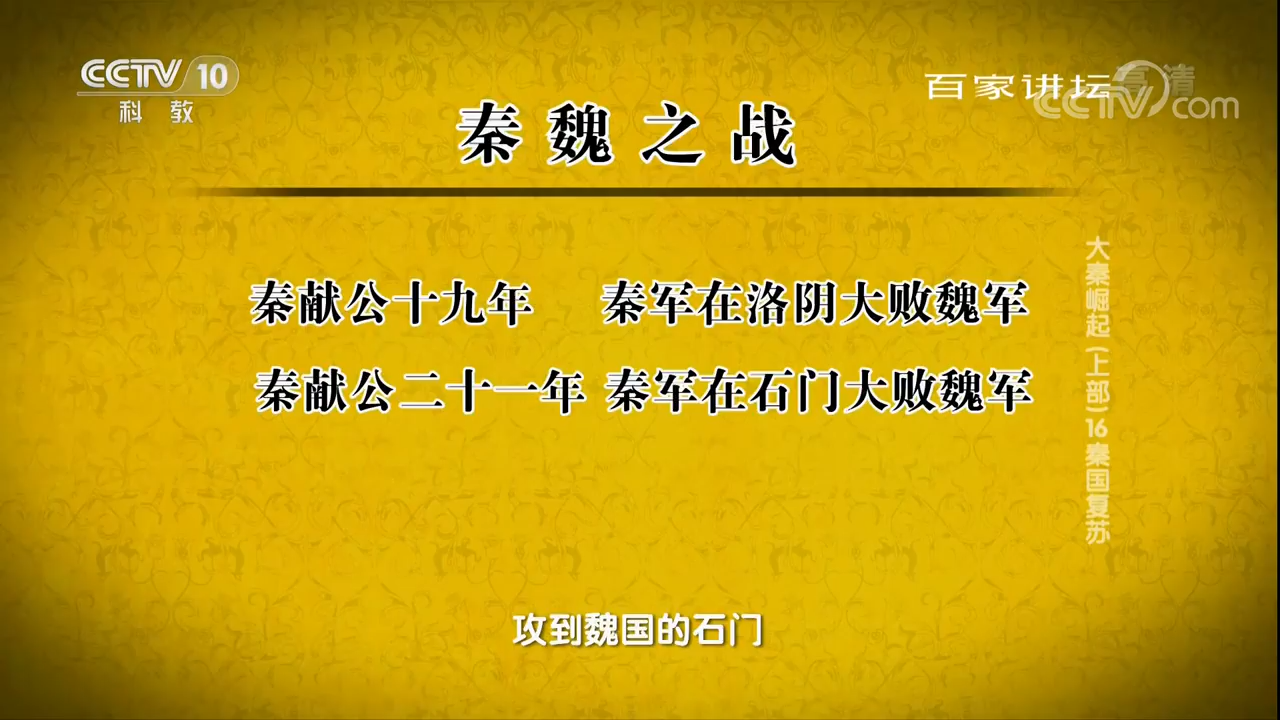 CCTV 10
科教
百家讲坛
高清
CCTV.com
秦魏之战
秦献公十九年 秦军在洛阴大败魏军
秦献公二十一年 秦军在石门大败魏军
大秦崛起(上部)16秦国复苏
攻到魏国的石门